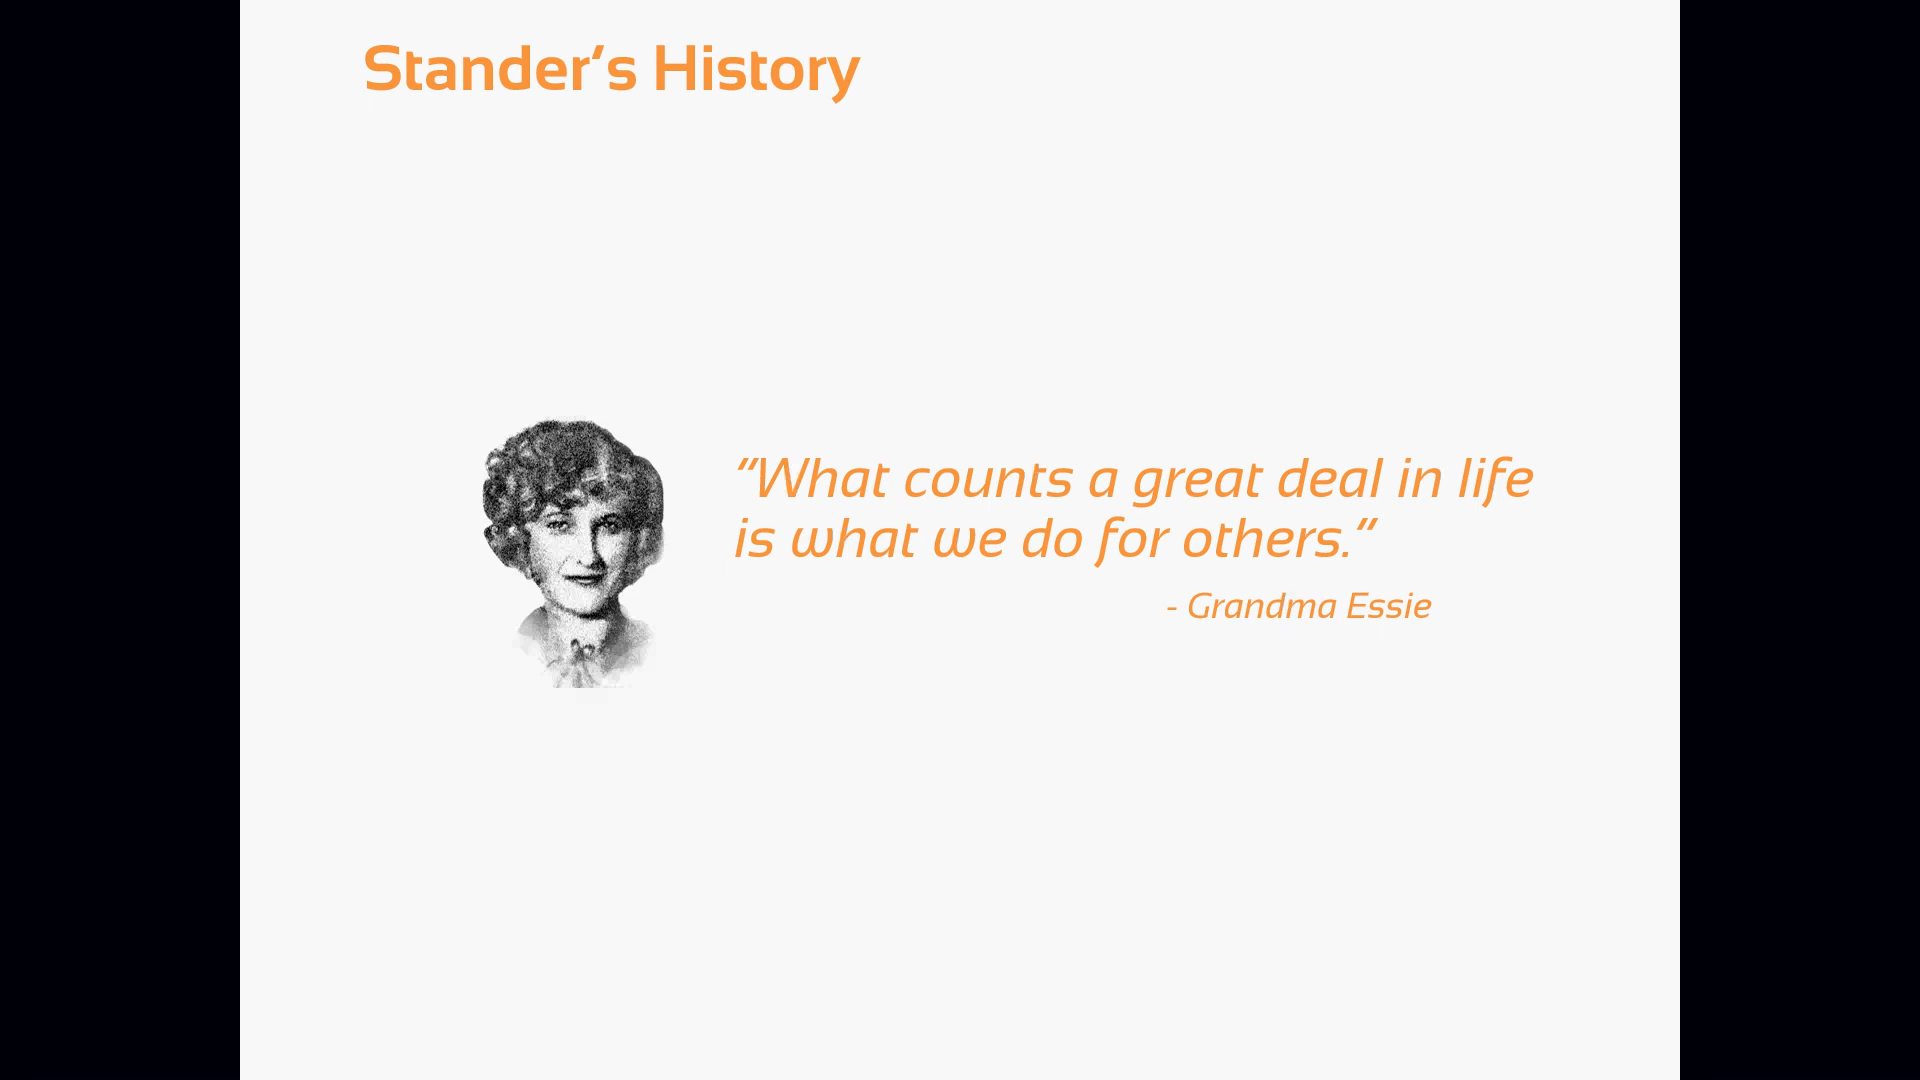 Stander's History
"What counts a great deal in life
is what we do for others."
- Grandma Essie